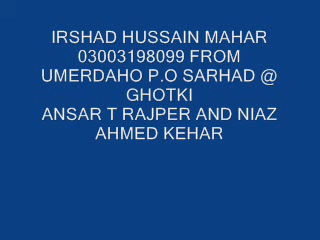 IRSHAD HUSSAIN MAHAR
03003198099 FROM
UMERDAHO P.O SARHAD @
GHOTKI
ANSAR T RAJPER AND NIAZ
AHMED KEHAR